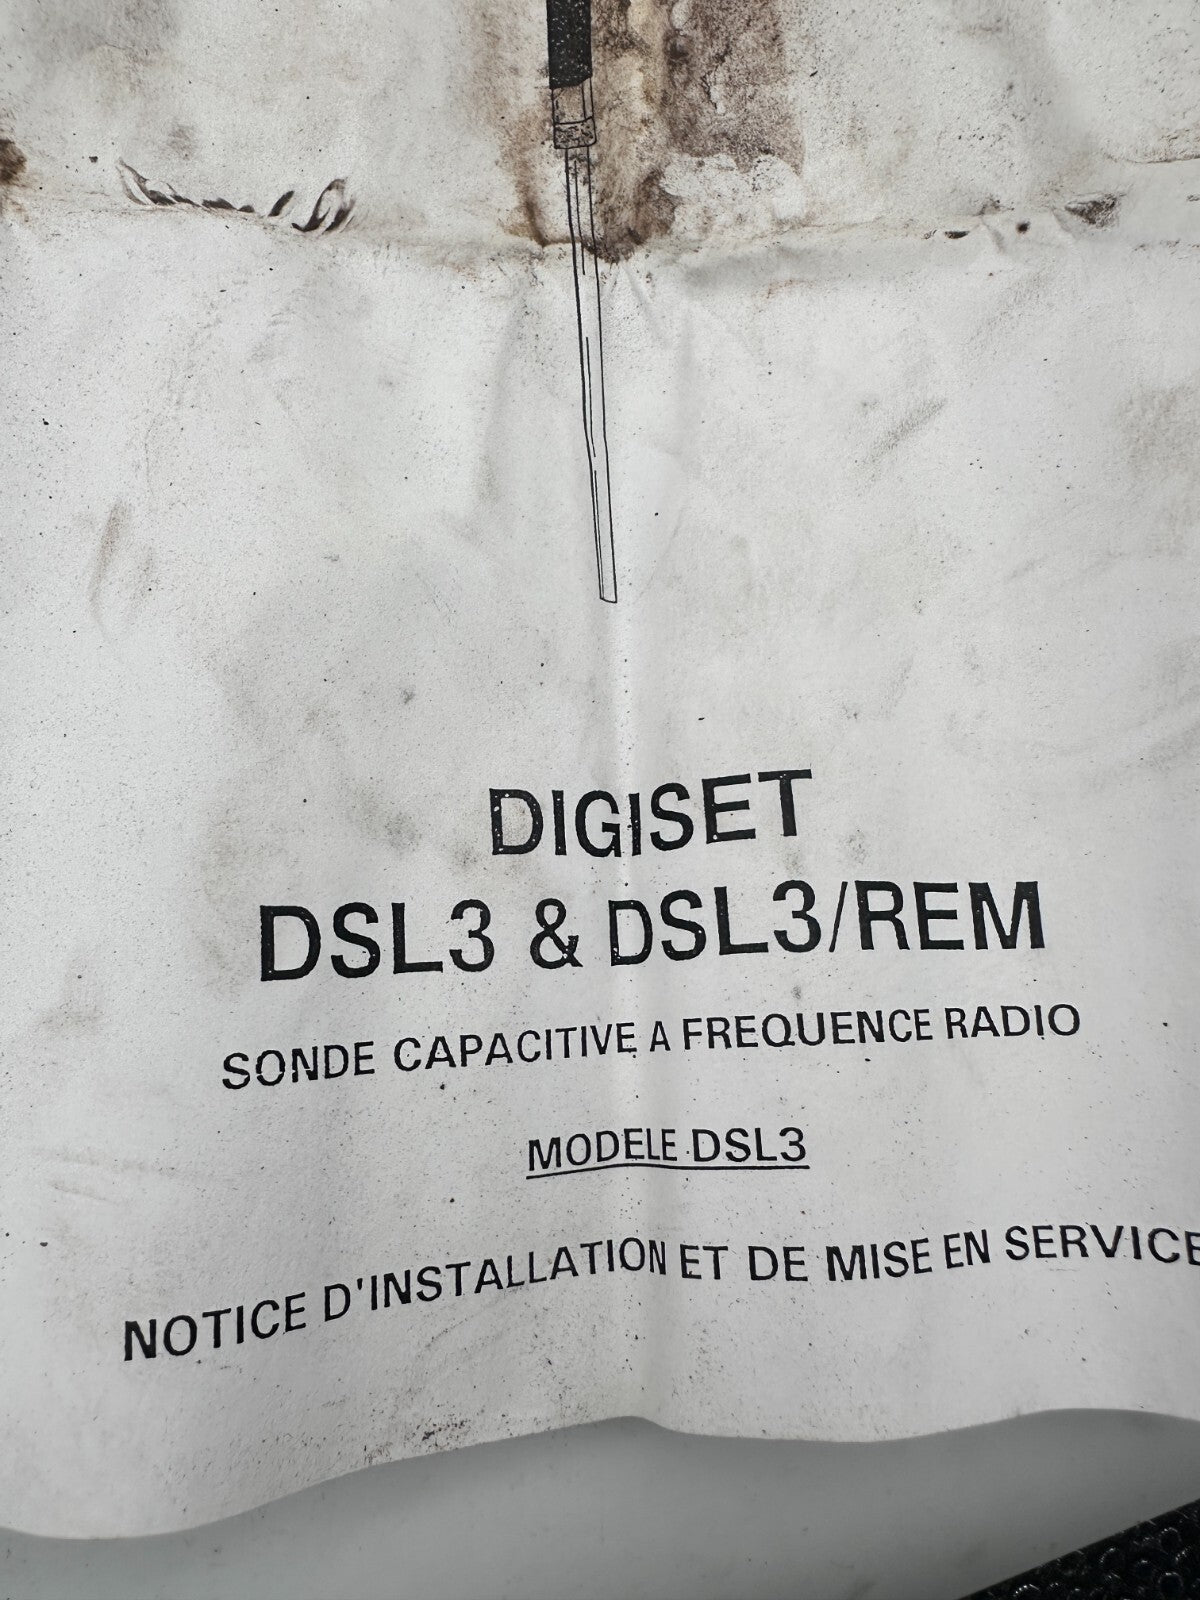 DIGISET
DSL3 & DSL3/REM
SONDE CAPACITIVE A FREQUENCE RADIO
MODELE DSL3
NOTICE D'INSTALLATION ET DE MISE EN SERVICE